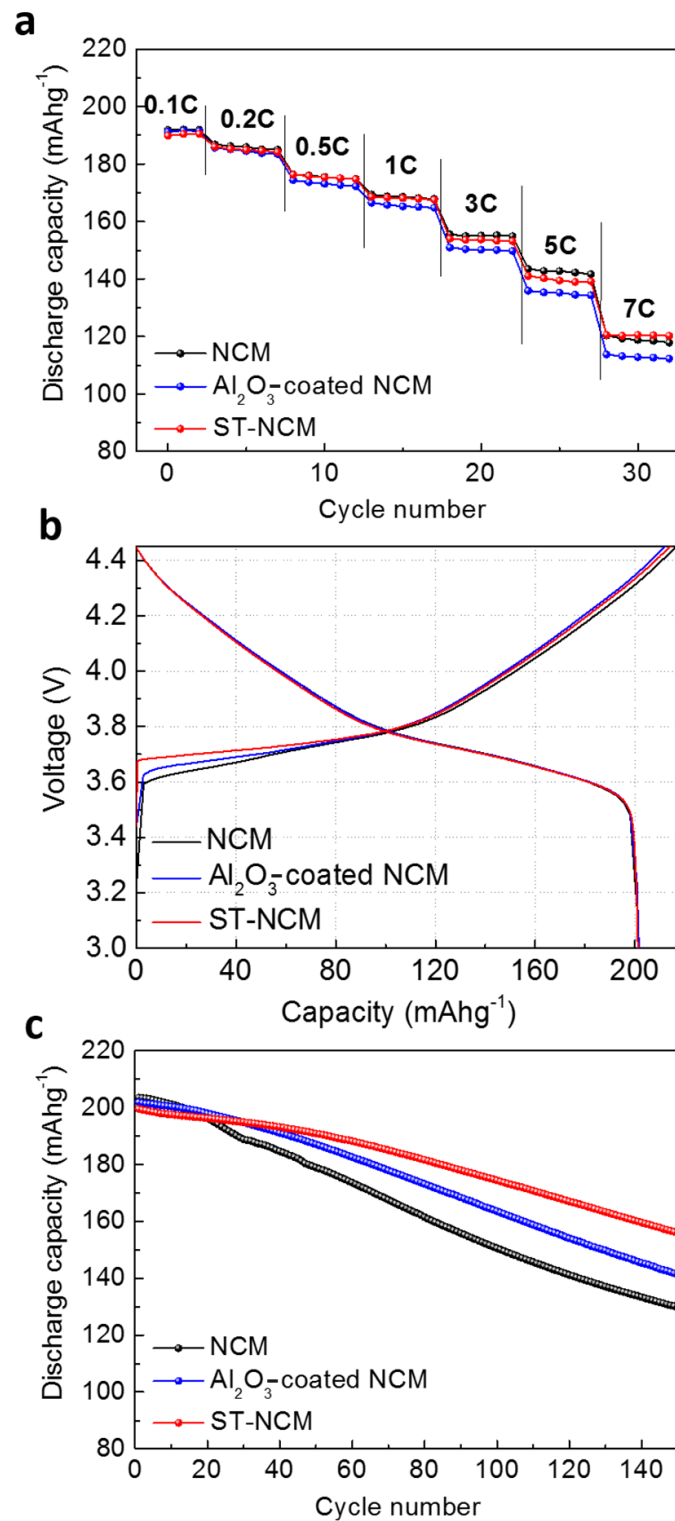 a
220
200
180
160
140
120
100
80
Discharge capacity (mAhg⁻¹)
0.1C
0.2C
0.5C
1C
3C
5C
7C
NCM
Al₂O₃-coated NCM
ST-NCM
0 10 20 30
Cycle number
b
4.4
4.2
4.0
3.8
3.6
3.4
3.2
3.0
Voltage (V)
NCM
Al₂O₃-coated NCM
ST-NCM
0 40 80 120 160 200
Capacity (mAhg⁻¹)
c
220
200
180
160
140
120
100
80
Discharge capacity (mAhg⁻¹)
NCM
Al₂O₃-coated NCM
ST-NCM
0 20 40 60 80 100 120 140
Cycle number